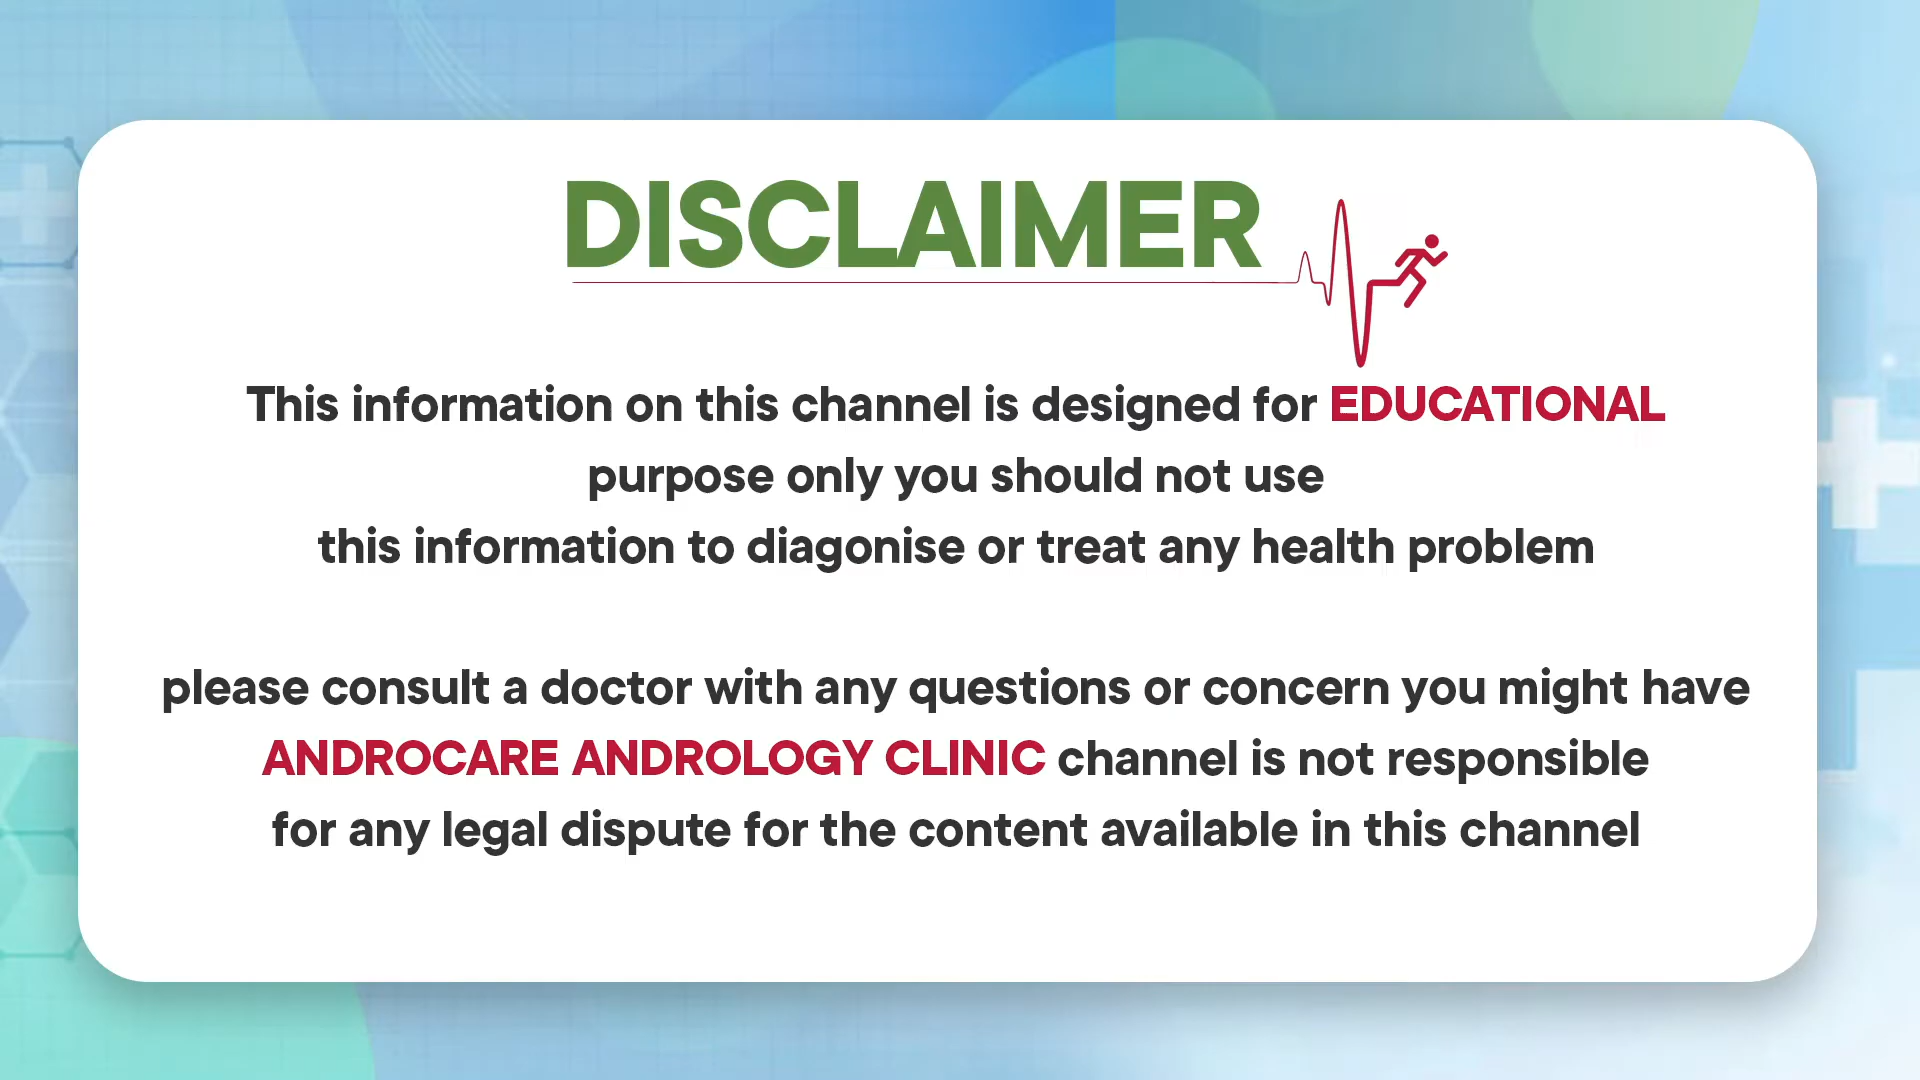 DISCLAIMER
This information on this channel is designed for EDUCATIONAL
purpose only you should not use
this information to diagonise or treat any health problem
please consult a doctor with any questions or concern you might have
ANDROCARE ANDROLOGY CLINIC channel is not responsible
for any legal dispute for the content available in this channel